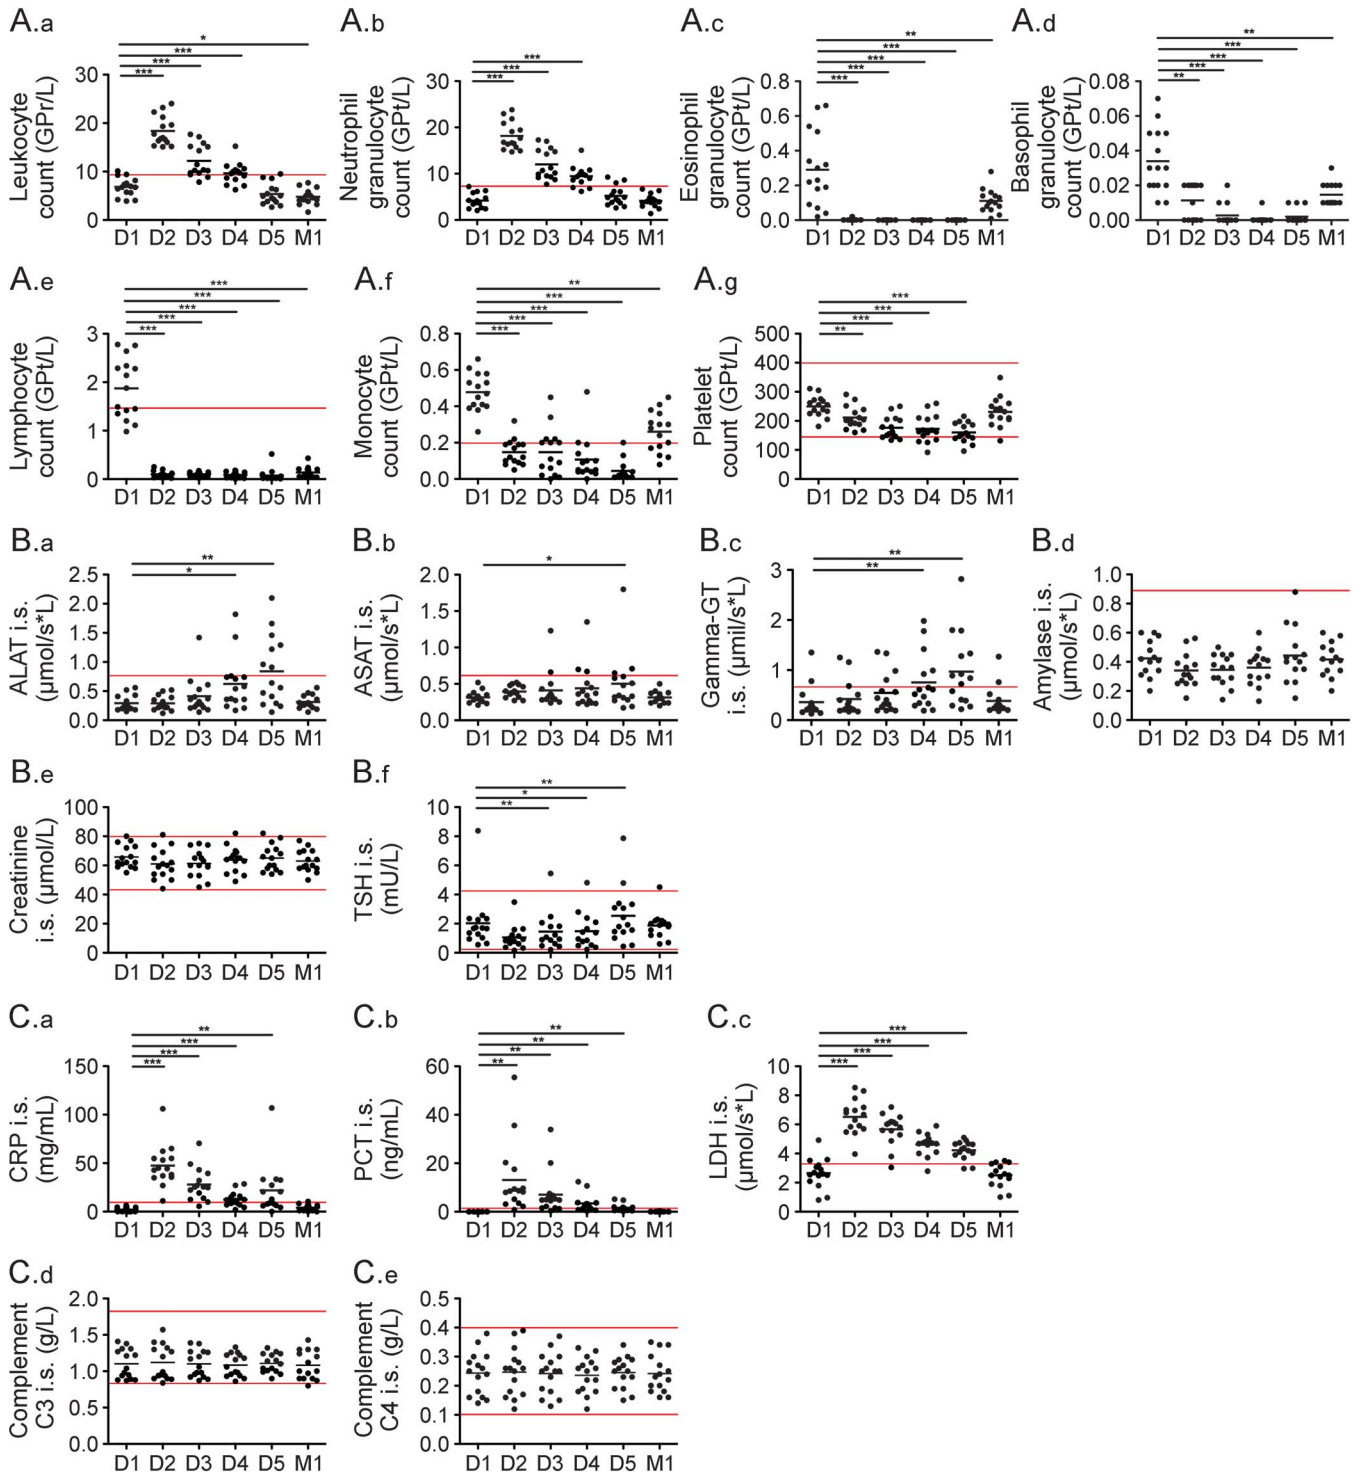 A.a
A.b
A.c
A.d
*
***
***
***
***
***
***
**
***
***
***
***
**
***
***
***
**
Leukocyte
count (GPr/L)
30
20
10
0
D1 D2 D3 D4 D5 M1
Neutrophil
granulocyte
count (GPt/L)
30
20
10
0
D1 D2 D3 D4 D5 M1
Eosinophil
granulocyte
count (GPt/L)
0.8
0.6
0.4
0.2
0.0
D1 D2 D3 D4 D5 M1
Basophil
granulocyte
count (GPt/L)
0.08
0.06
0.04
0.02
0.00
D1 D2 D3 D4 D5 M1
A.e
A.f
A.g
***
***
***
***
***
**
***
***
***
***
***
***
***
**
Lymphocyte
count (GPt/L)
3
2
1
0
D1 D2 D3 D4 D5 M1
Monocyte
count (GPt/L)
0.8
0.6
0.4
0.2
0.0
D1 D2 D3 D4 D5 M1
Platelet
count (GPt/L)
500
400
300
200
100
0
D1 D2 D3 D4 D5 M1
B.a
B.b
B.c
B.d
**
*
*
**
**
ALAT i.s.
(µmol/s*L)
2.5
2.0
1.5
1.0
0.5
0.0
D1 D2 D3 D4 D5 M1
ASAT i.s.
(µmol/s*L)
2.0
1.5
1.0
0.5
0.0
D1 D2 D3 D4 D5 M1
Gamma-GT
i.s. (µmil/s*L)
3
2
1
0
D1 D2 D3 D4 D5 M1
Amylase i.s.
(µmol/s*L)
1.0
0.8
0.6
0.4
0.2
0.0
D1 D2 D3 D4 D5 M1
B.e
B.f
**
*
**
Creatinine
i.s. (µmol/L)
100
80
60
40
20
0
D1 D2 D3 D4 D5 M1
TSH i.s.
(mU/L)
10
8
6
4
2
0
D1 D2 D3 D4 D5 M1
C.a
C.b
C.c
**
***
***
***
**
**
**
**
***
***
***
***
CRP i.s.
(mg/mL)
150
100
50
0
D1 D2 D3 D4 D5 M1
PCT i.s.
(ng/mL)
60
40
20
0
D1 D2 D3 D4 D5 M1
LDH i.s.
(µmol/s*L)
10
8
6
4
2
0
D1 D2 D3 D4 D5 M1
C.d
C.e
Complement
C3 i.s. (g/L)
2.0
1.5
1.0
0.5
0.0
D1 D2 D3 D4 D5 M1
Complement
C4 i.s. (g/L)
0.5
0.4
0.3
0.2
0.1
0.0
D1 D2 D3 D4 D5 M1